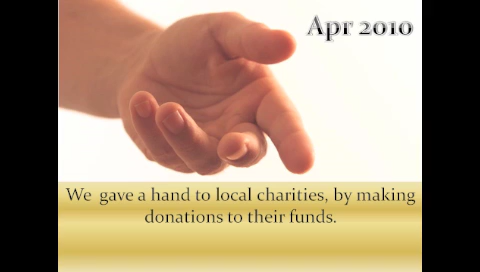 Apr 2010
We  gave a hand to local charities, by making
donations to their funds.